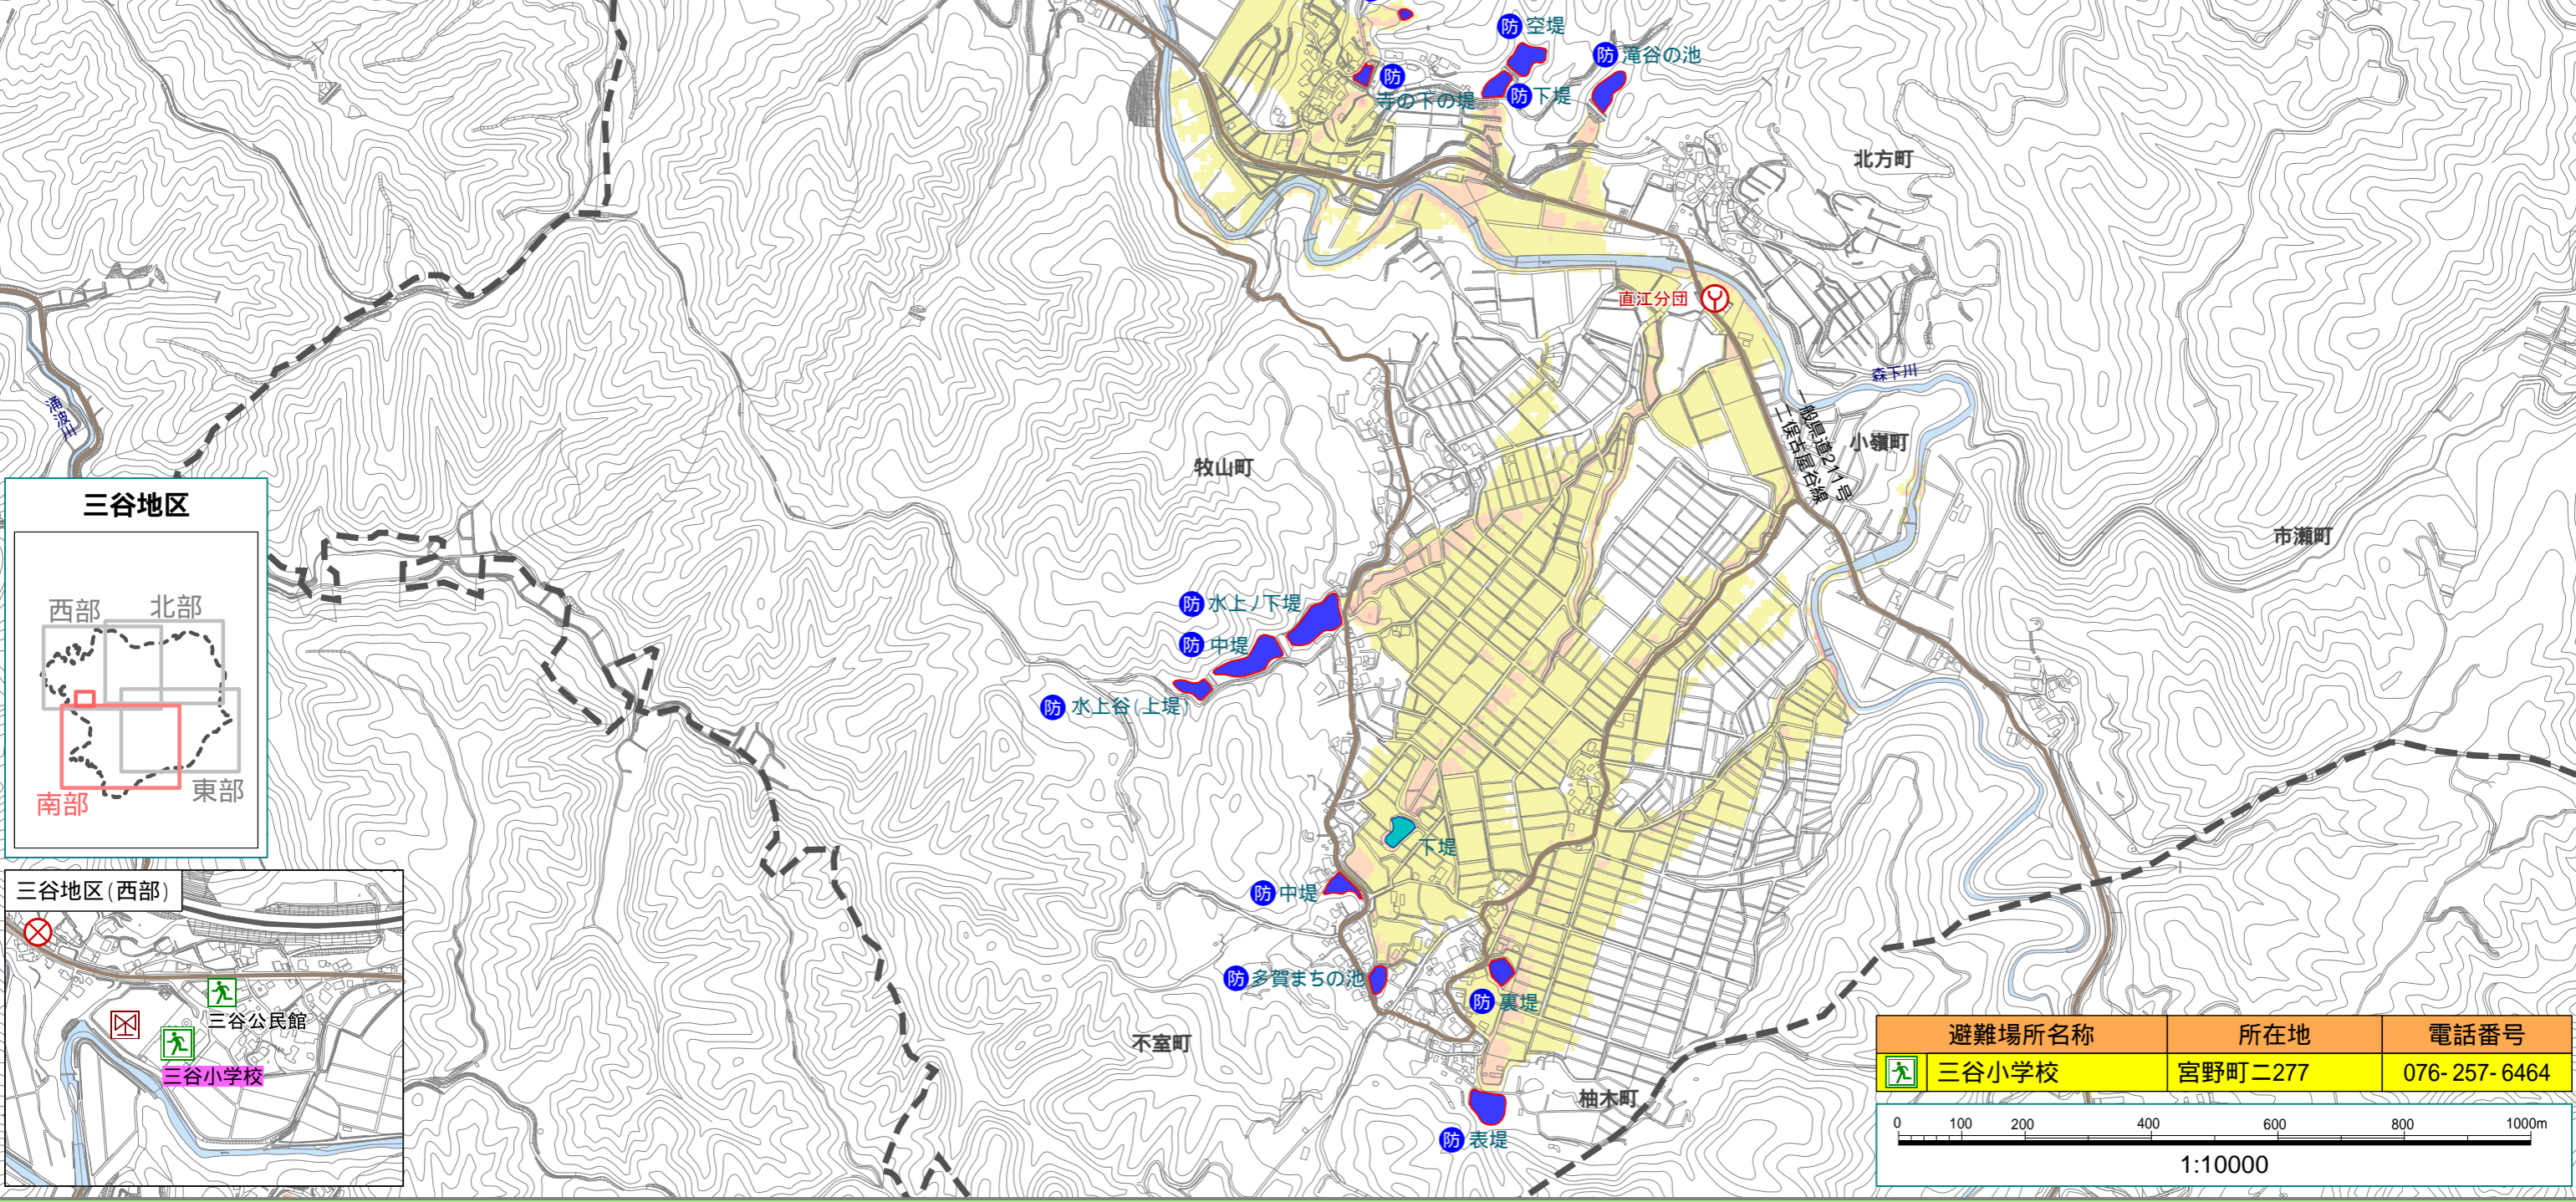 防 空堤
防 滝谷の池
防
寺の下の堤
防 下堤
北方町
直江分団
森下川
一般県道211号
二俣古屋谷線
小嶺町
涌波川
牧山町
市瀬町
三谷地区
西部
北部
南部
東部
防 水上ノ下堤
防 中堤
防 水上谷(上堤)
下堤
防 中堤
防 多賀まちの池
防 裏堤
不室町
柚木町
防 表堤
三谷地区(西部)
三谷公民館
三谷小学校
避難場所名称 所在地 電話番号
三谷小学校 宮野町ニ277 076-257-6464
0 100 200 400 600 800 1000m
1:10000